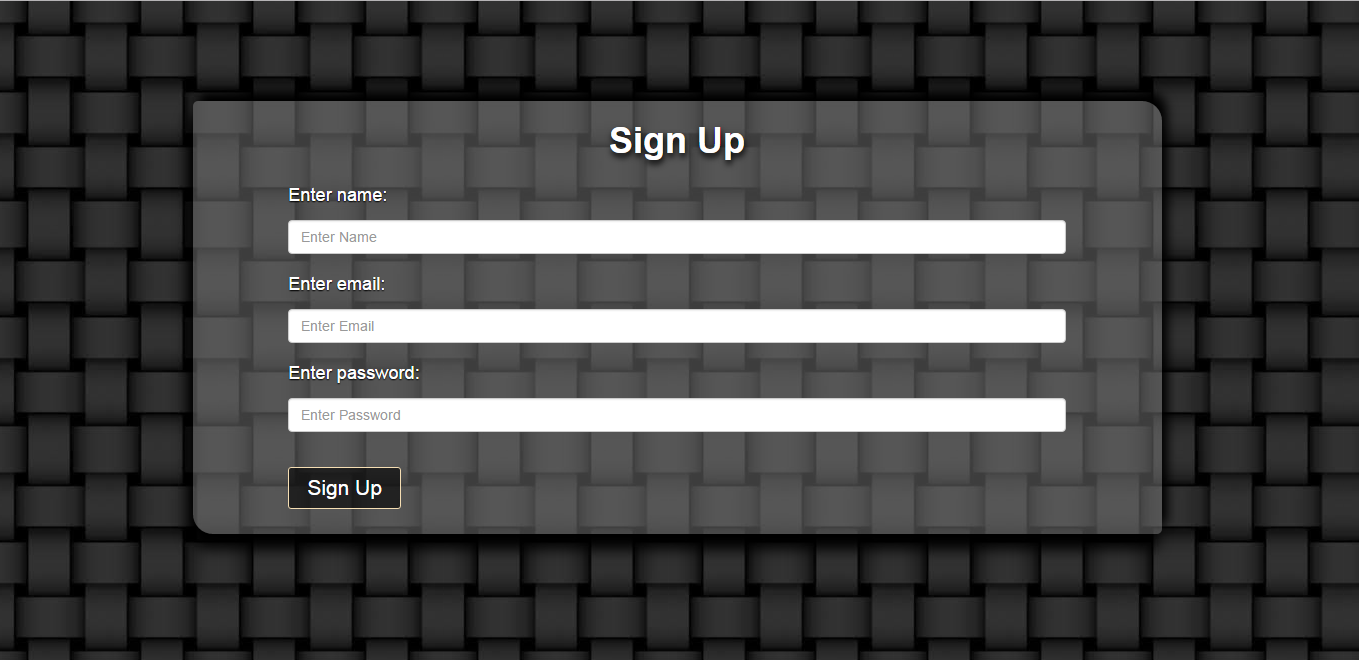 Sign Up
Enter name:
Enter Name
Enter email:
Enter Email
Enter password:
Enter Password
Sign Up